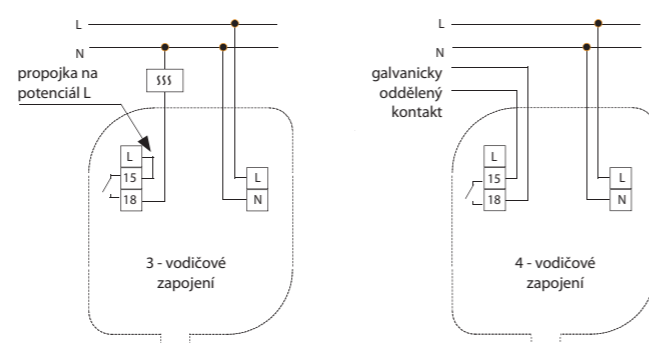 L
N
propojka na
potenciál L
L
15
18
L
N
3 - vodičové
zapojení
L
N
galvanicky
oddělený
kontakt
L
15
18
L
N
4 - vodičové
zapojení